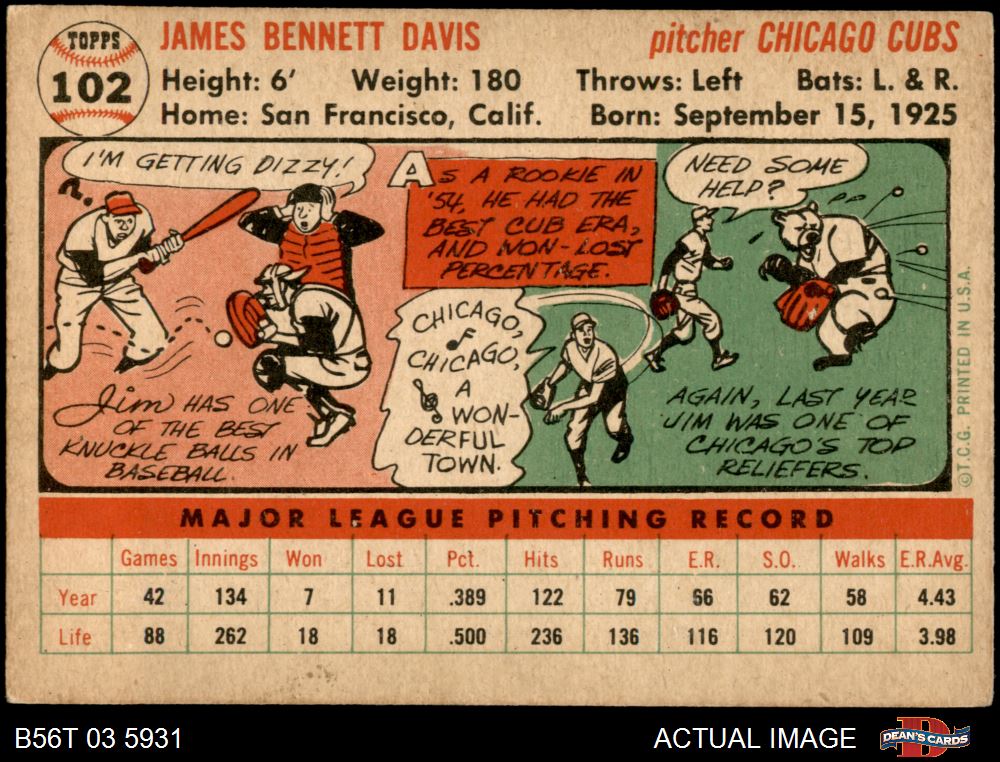 TOPPS
102
JAMES BENNETT DAVIS
pitcher CHICAGO CUBS
Height: 6' Weight: 180 Throws: Left Bats: L. & R.
Home: San Francisco, Calif. Born: September 15, 1925
I'M GETTING DIZZY!
Jim HAS ONE
OF THE BEST
KNUCKLE BALLS IN
BASEBALL.
AS A ROOKIE IN
'54, HE HAD THE
BEST CUB ERA,
AND WON-LOST
PERCENTAGE.
CHICAGO,
CHICAGO,
A
WON-
DERFUL
TOWN.
NEED SOME
HELP?
AGAIN, LAST YEAR
JIM WAS ONE OF
CHICAGO'S TOP
RELIEFERS.
©T.C.G. PRINTED IN U.S.A.
MAJOR LEAGUE PITCHING RECORD
Games Innings Won Lost Pct. Hits Runs E.R. S.O. Walks E.R.Avg.
Year 42 134 7 11 .389 122 79 66 62 58 4.43
Life 88 262 18 18 .500 236 136 116 120 109 3.98
B56T 03 5931
ACTUAL IMAGE
DEAN'S CARDS